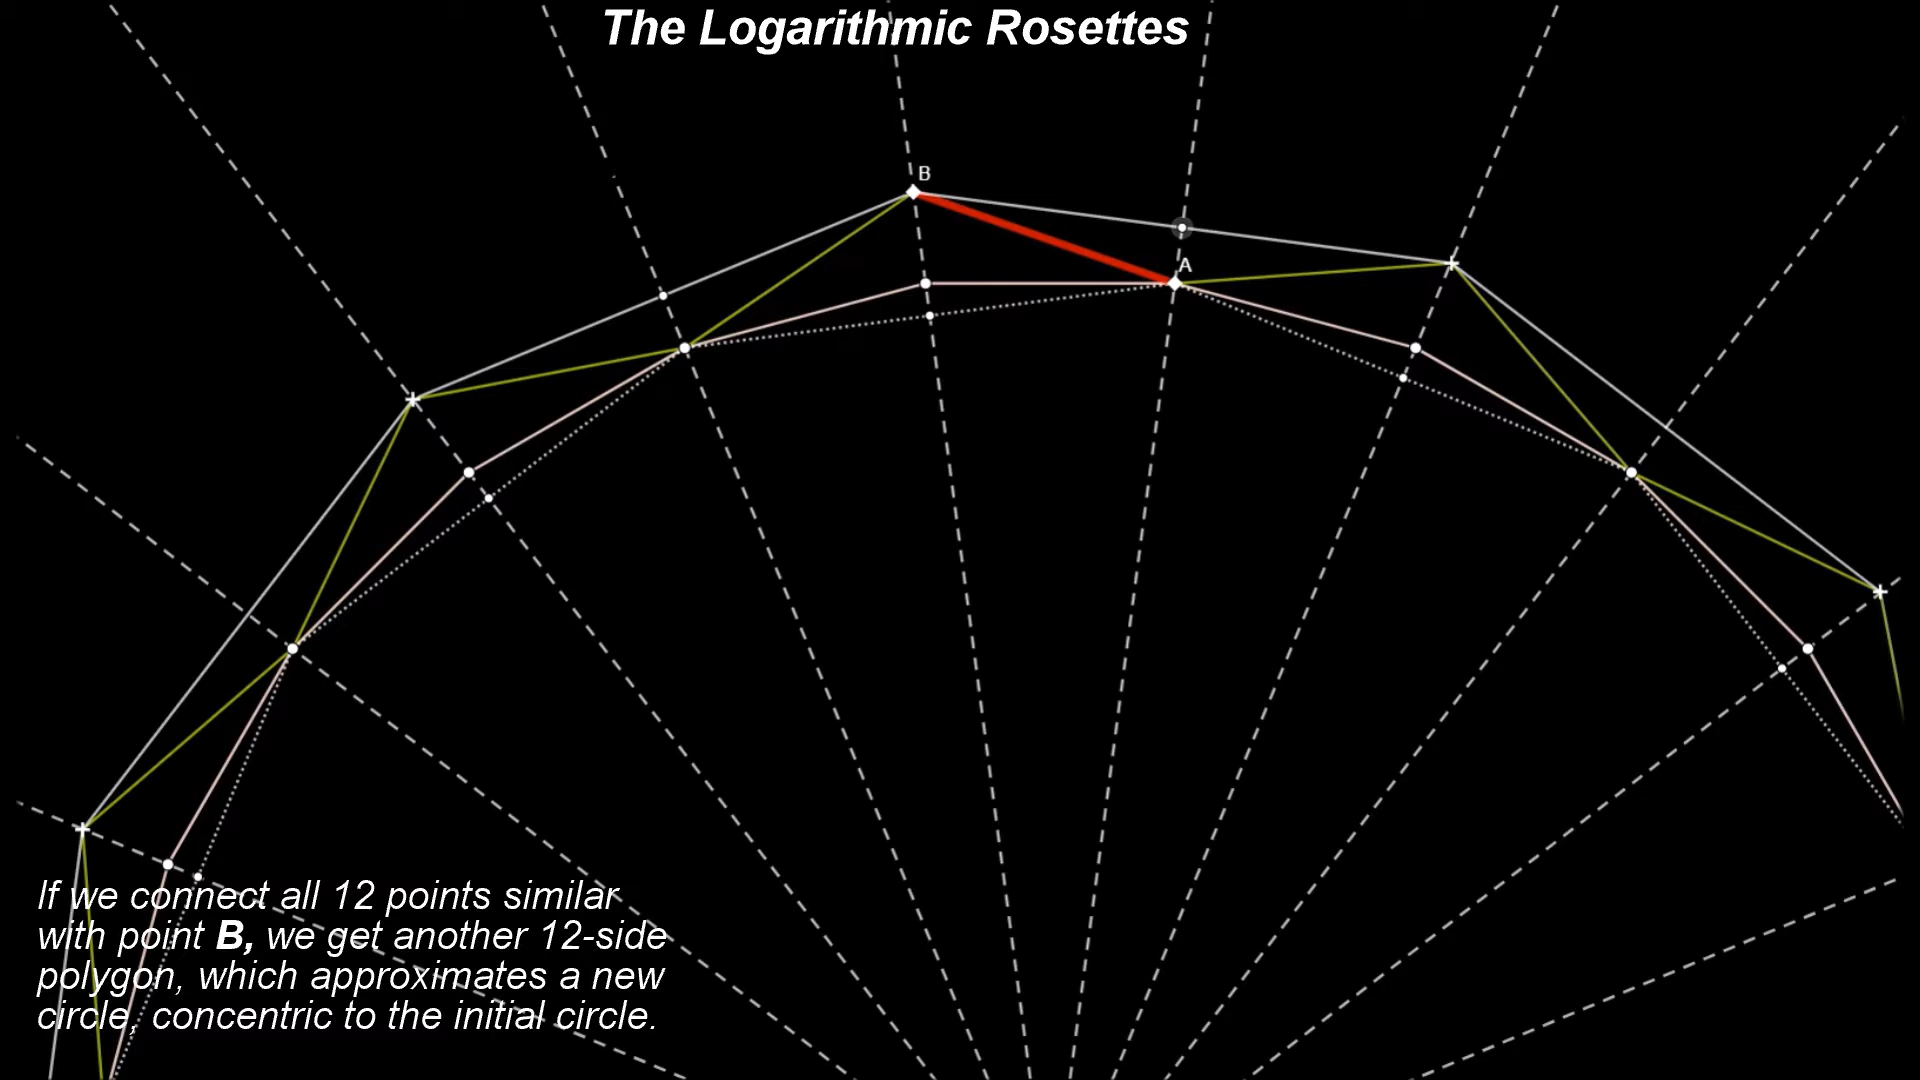 The Logarithmic Rosettes
B
A
If we connect all 12 points similar
with point B, we get another 12-side
polygon, which approximates a new
circle, concentric to the initial circle.